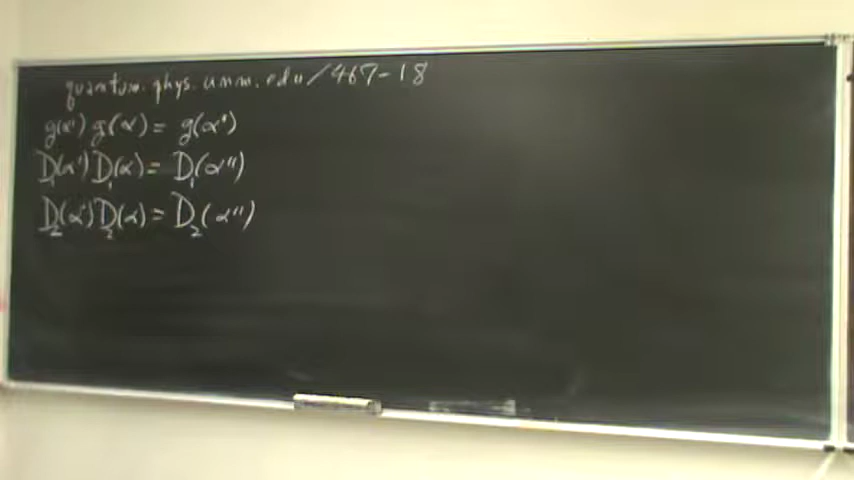 quantum.phys.unm.edu/467-18
g(α') g(α) = g(α'')
D₁(α') D₁(α) = D₁(α'')
D₂(α') D₂(α) = D₂(α'')